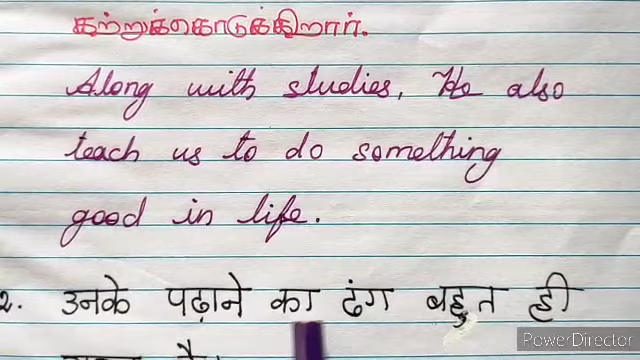 கற்றுக்கொடுக்கிறார்.
Along with studies, He also
teach us to do something
good in life.
2. उनके पढ़ाने का ढंग बहुत ही
है।
PowerDirector